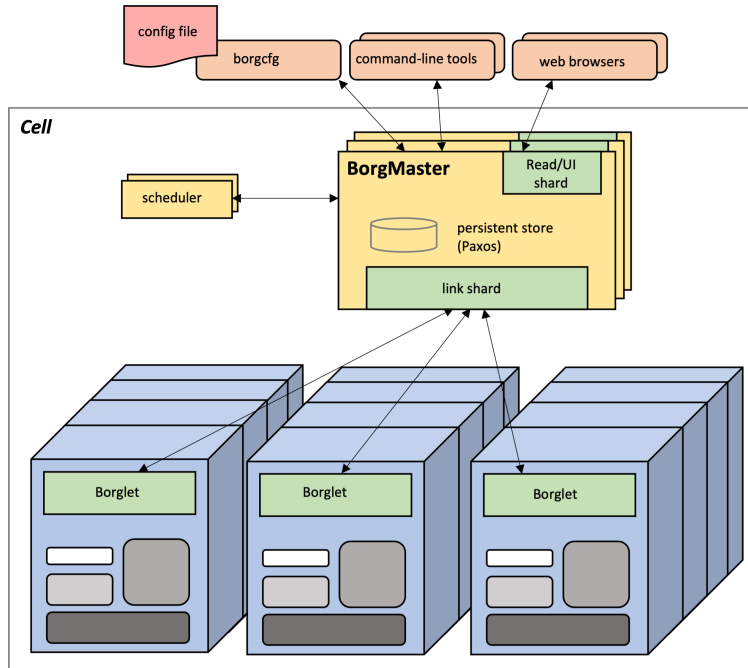 config file
borgcfg
command-line tools
web browsers
Cell
BorgMaster
Read/UI
shard
scheduler
persistent store
(Paxos)
link shard
Borglet
Borglet
Borglet